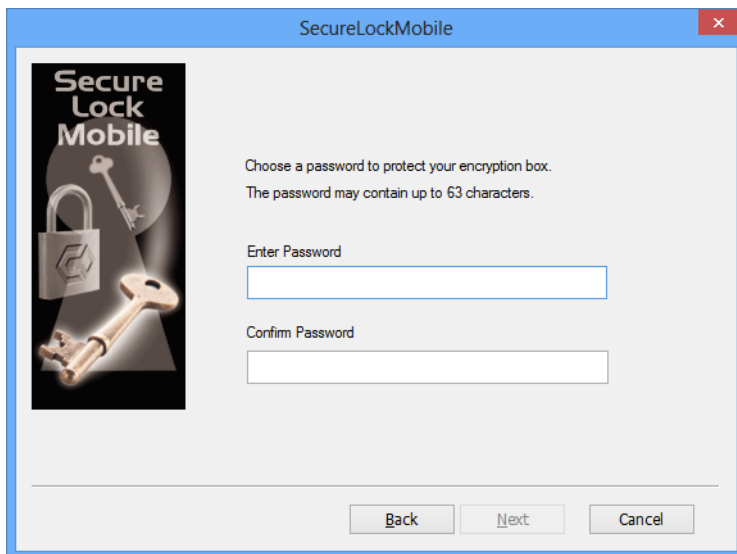 SecureLockMobile
Secure
Lock
Mobile
Choose a password to protect your encryption box.
The password may contain up to 63 characters.
Enter Password
Confirm Password
Back
Next
Cancel